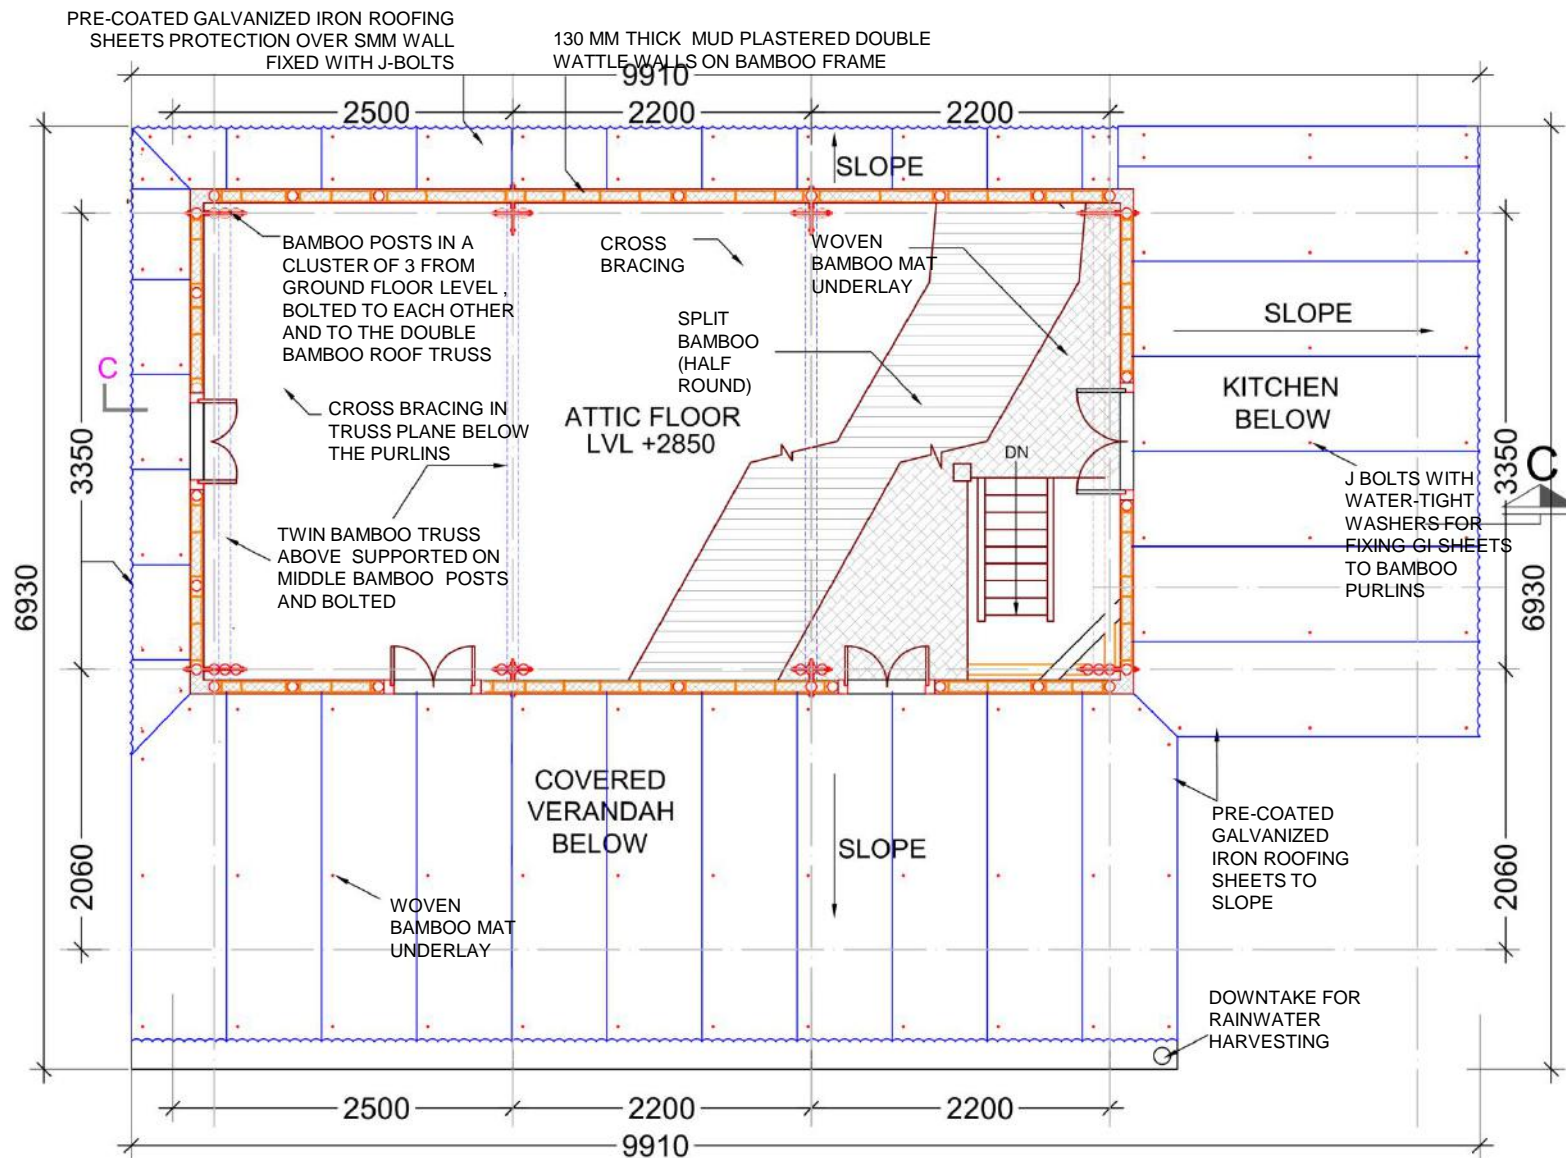 PRE-COATED GALVANIZED IRON ROOFING
SHEETS PROTECTION OVER SMM WALL
FIXED WITH J-BOLTS
130 MM THICK MUD PLASTERED DOUBLE
WATTLE WALLS ON BAMBOO FRAME
9910
2500
2200
2200
SLOPE
BAMBOO POSTS IN A
CLUSTER OF 3 FROM
GROUND FLOOR LEVEL ,
BOLTED TO EACH OTHER
AND TO THE DOUBLE
BAMBOO ROOF TRUSS
CROSS
BRACING
WOVEN
BAMBOO MAT
UNDERLAY
SPLIT
BAMBOO
(HALF
ROUND)
SLOPE
C
KITCHEN
BELOW
CROSS BRACING IN
TRUSS PLANE BELOW
THE PURLINS
ATTIC FLOOR
LVL +2850
DN
3350
3350
C
J BOLTS WITH
WATER-TIGHT
WASHERS FOR
FIXING GI SHEETS
TO BAMBOO
PURLINS
TWIN BAMBOO TRUSS
ABOVE SUPPORTED ON
MIDDLE BAMBOO POSTS
AND BOLTED
6930
6930
COVERED
VERANDAH
BELOW
SLOPE
PRE-COATED
GALVANIZED
IRON ROOFING
SHEETS TO
SLOPE
2060
2060
WOVEN
BAMBOO MAT
UNDERLAY
DOWNTAKE FOR
RAINWATER
HARVESTING
2500
2200
2200
9910